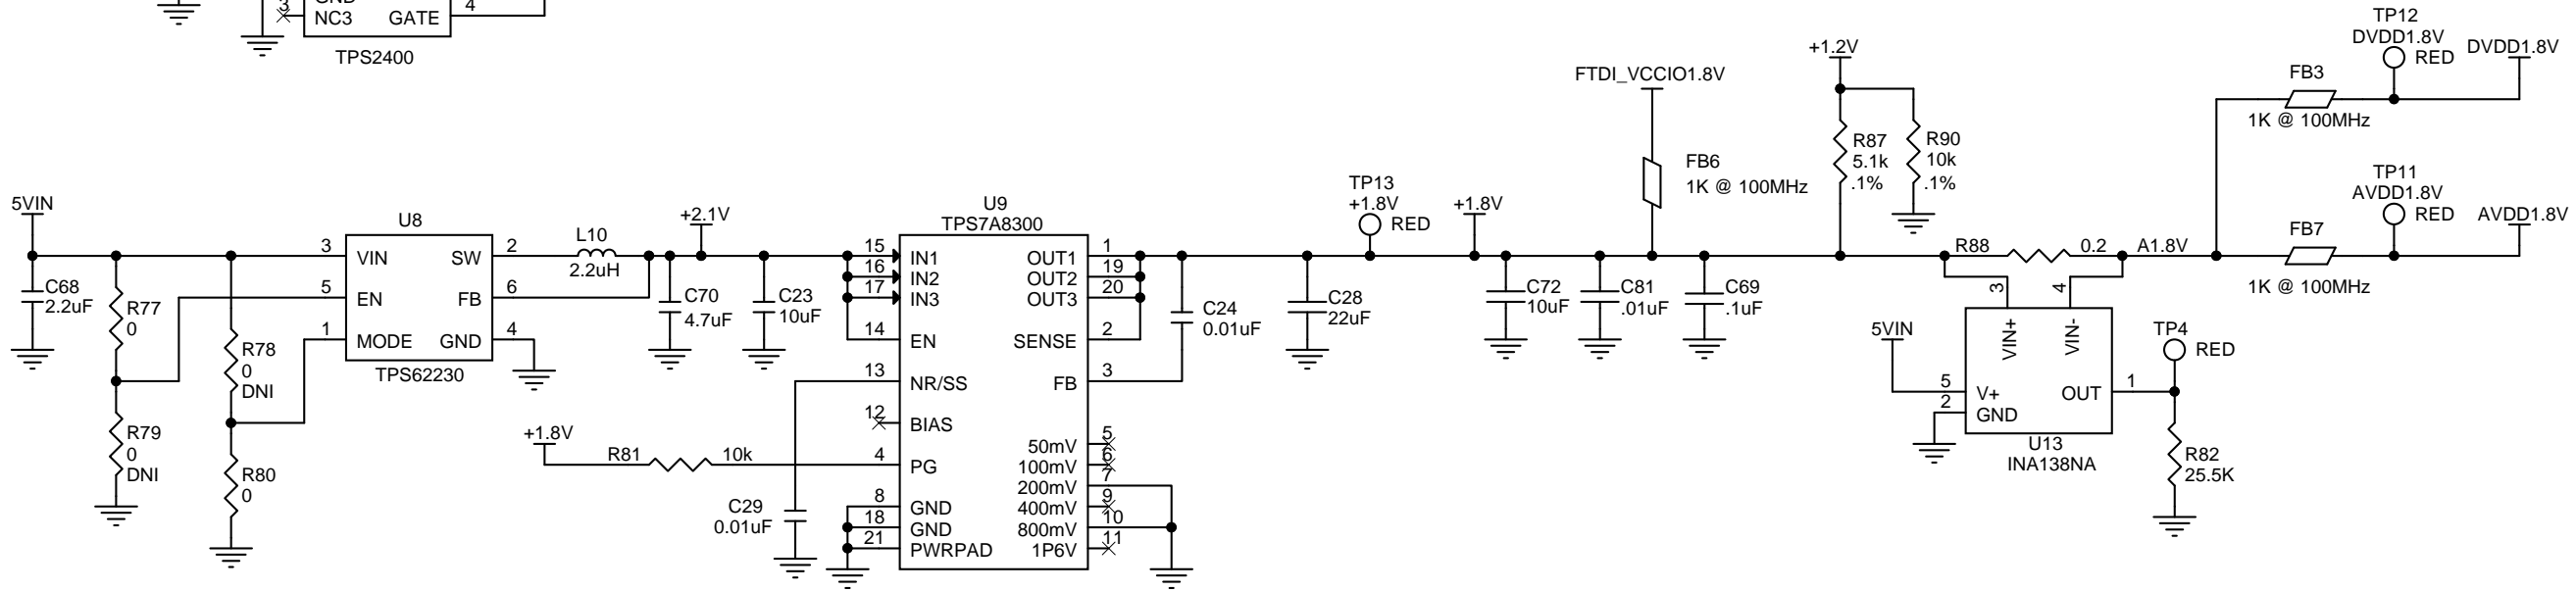 GND
3
NC3
GATE
4
TPS2400
5VIN
C68
2.2uF
R77
0
R79
0
DNI
R78
0
DNI
R80
0
U8
3
VIN
SW
2
5
EN
FB
6
1
MODE
GND
4
TPS62230
L10
2.2uH
+2.1V
C70
4.7uF
C23
10uF
+1.8V
R81
10k
C29
0.01uF
U9
TPS7A8300
15
IN1
OUT1
1
16
IN2
OUT2
19
17
IN3
OUT3
20
14
EN
SENSE
2
13
NR/SS
FB
3
12
BIAS
50mV
5
4
PG
100mV
6
200mV
7
8
GND
400mV
9
18
GND
800mV
10
21
PWRPAD
1P6V
11
C24
0.01uF
C28
22uF
TP13
+1.8V
RED
+1.8V
C72
10uF
C81
.01uF
C69
.1uF
FTDI_VCCIO1.8V
FB6
1K @ 100MHz
+1.2V
R87
5.1k
.1%
R90
10k
.1%
R88
0.2
A1.8V
3
4
VIN+
VIN-
5VIN
5
V+
OUT
1
2
GND
U13
INA138NA
TP4
RED
R82
25.5K
TP12
DVDD1.8V
RED
DVDD1.8V
FB3
1K @ 100MHz
TP11
AVDD1.8V
RED
AVDD1.8V
FB7
1K @ 100MHz